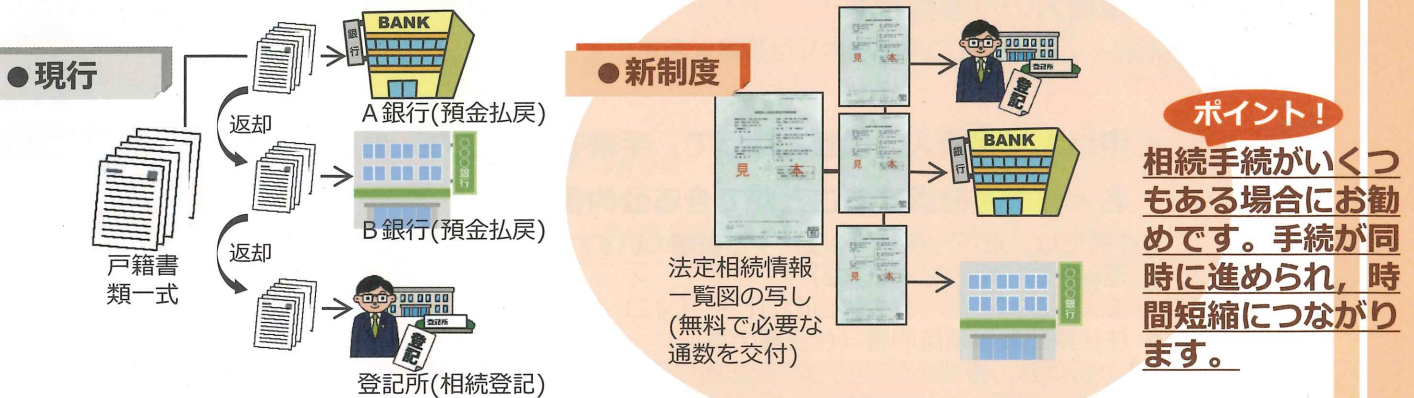 ●現行
BANK
銀行
A銀行(預金払戻)
返却
〇〇〇銀行
B銀行(預金払戻)
返却
戸籍書
類一式
登記所
登記
登記所(相続登記)
●新制度
見 本
見 本
見 本
見 本
法定相続情報
一覧図の写し
(無料で必要な
通数を交付)
登記所
登記
BANK
銀行
〇〇〇銀行
ポイント！
相続手続がいくつ
もある場合にお勧
めです。手続が同
時に進められ，時
間短縮につながり
ます。